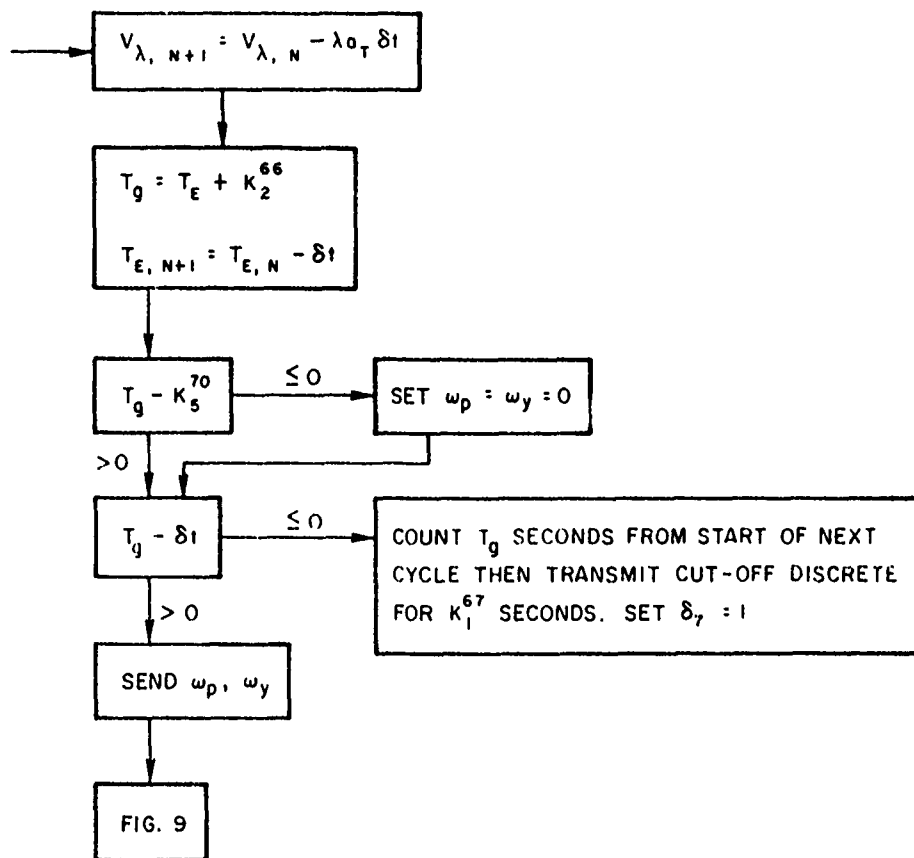 V_{λ, N+1} = V_{λ, N} − λ a_T δt
T_g = T_E + K_2^{66}
T_{E, N+1} = T_{E, N} − δt
T_g − K_5^{70}
≤ 0
SET ω_p = ω_y = 0
>0
T_g − δt
≤ 0
COUNT T_g SECONDS FROM START OF NEXT
CYCLE THEN TRANSMIT CUT-OFF DISCRETE
FOR K_1^{67} SECONDS. SET δ_7 = 1
> 0
SEND ω_p, ω_y
FIG. 9